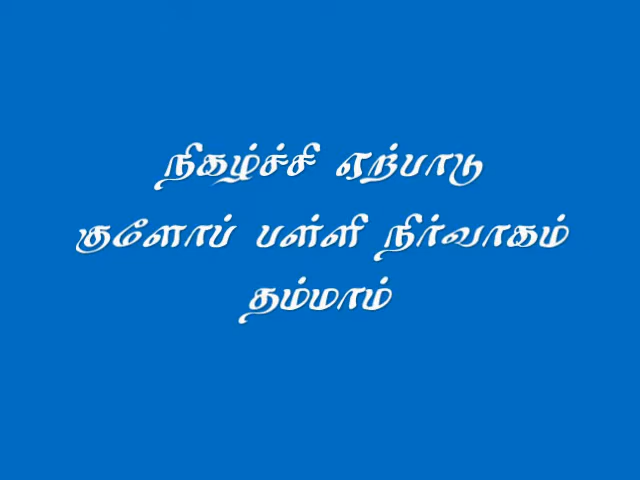 நிகழ்ச்சி ஏற்பாடு
குளோப் பள்ளி நிர்வாகம்
தம்மாம்